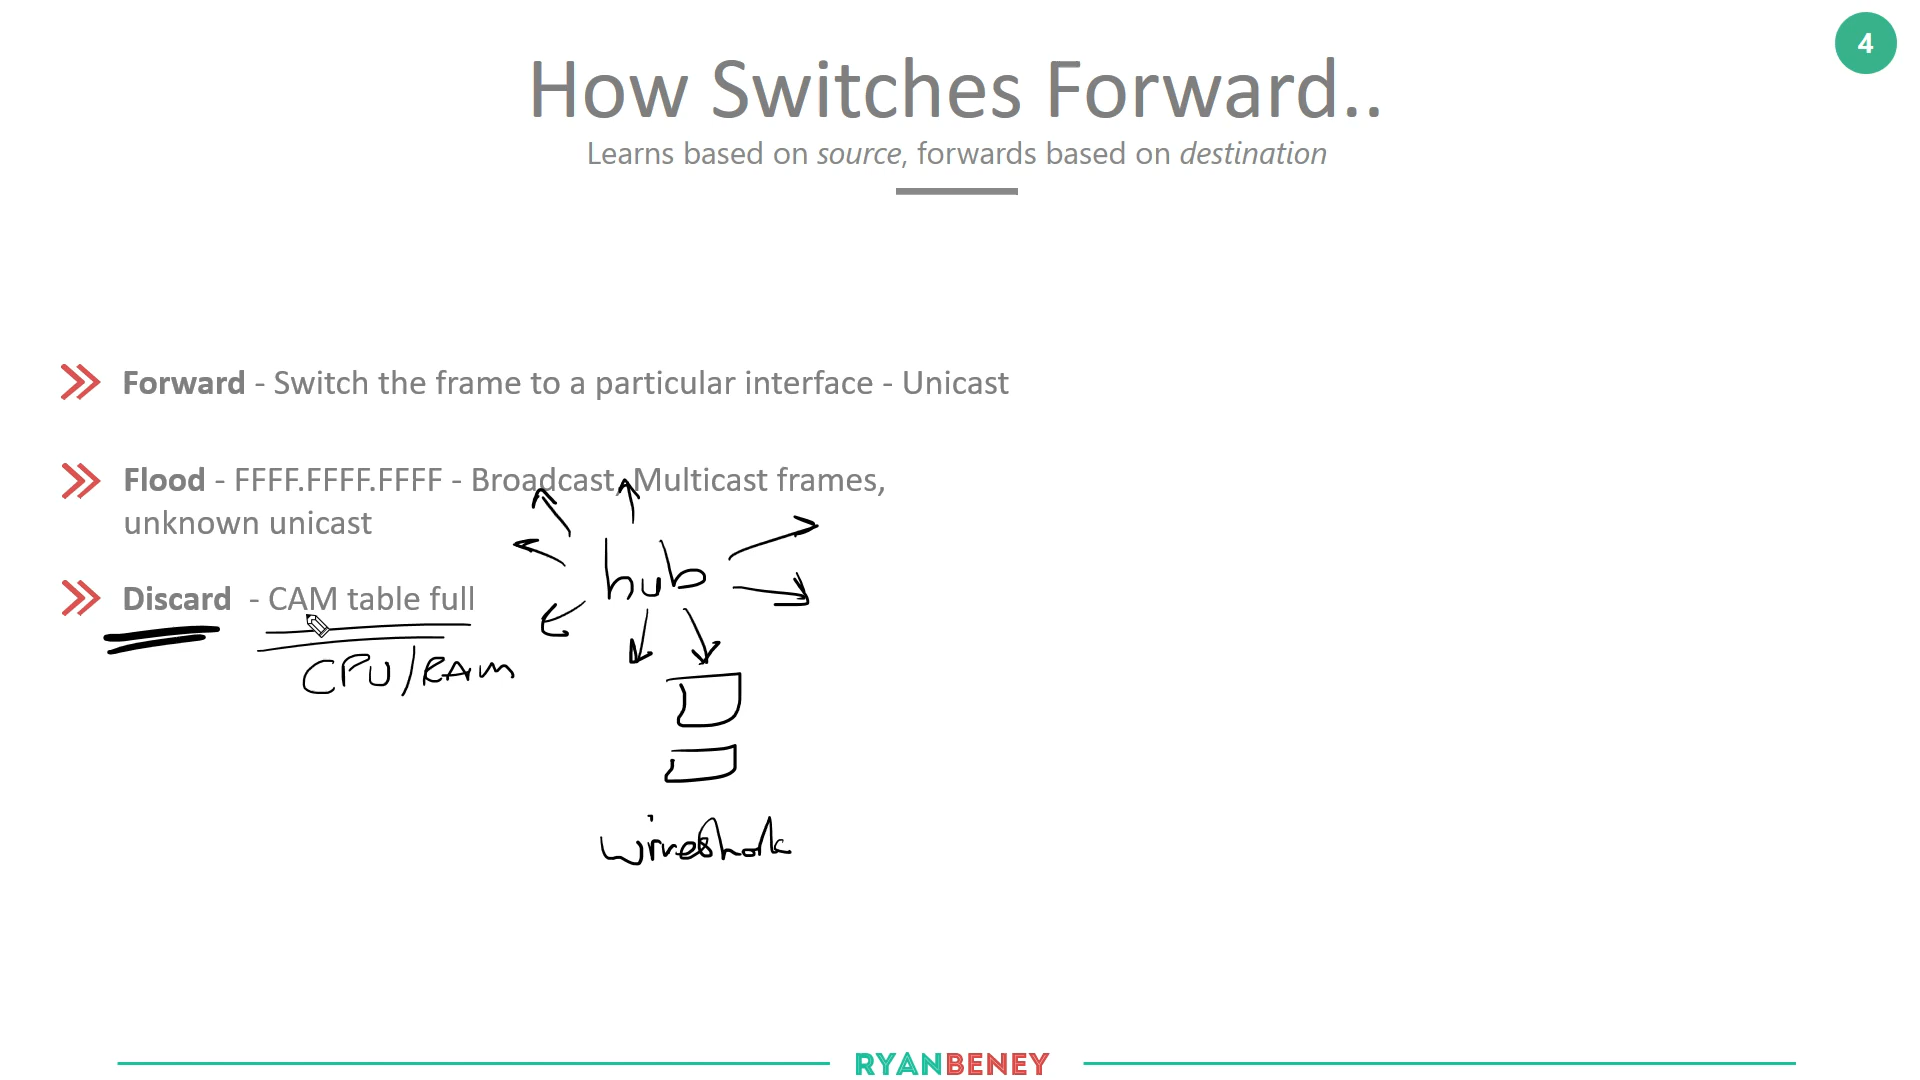 4
How Switches Forward..
Learns based on source, forwards based on destination
Forward - Switch the frame to a particular interface - Unicast
Flood - FFFF.FFFF.FFFF - Broadcast, Multicast frames,
unknown unicast
hub
Discard - CAM table full
CPU/RAM
wireshark
RYANBENEY